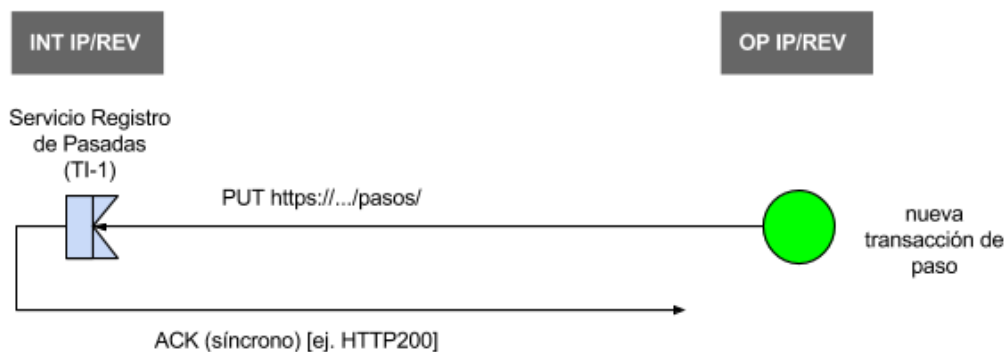 INT IP/REV
OP IP/REV
Servicio Registro
de Pasadas
(TI-1)
PUT https://.../pasos/
nueva
transacción de
paso
ACK (síncrono) [ej. HTTP200]